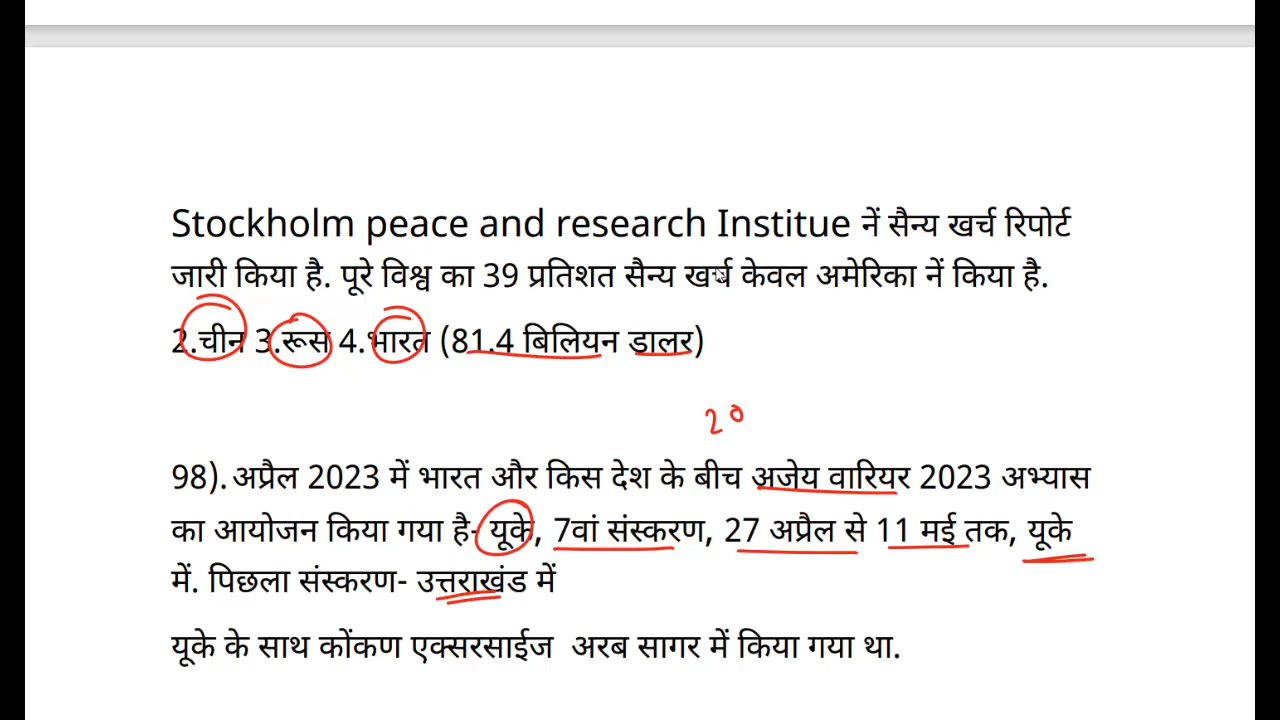 Stockholm peace and research Institue नें सैन्य खर्च रिपोर्ट
जारी किया है. पूरे विश्व का 39 प्रतिशत सैन्य खर्च केवल अमेरिका नें किया है.
2.चीन 3.रूस 4.भारत (81.4 बिलियन डालर)
20
98). अप्रैल 2023 में भारत और किस देश के बीच अजेय वारियर 2023 अभ्यास
का आयोजन किया गया है- यूके, 7वां संस्करण, 27 अप्रैल से 11 मई तक, यूके
में. पिछला संस्करण- उत्तराखंड में
यूके के साथ कोंकण एक्सरसाईज अरब सागर में किया गया था.